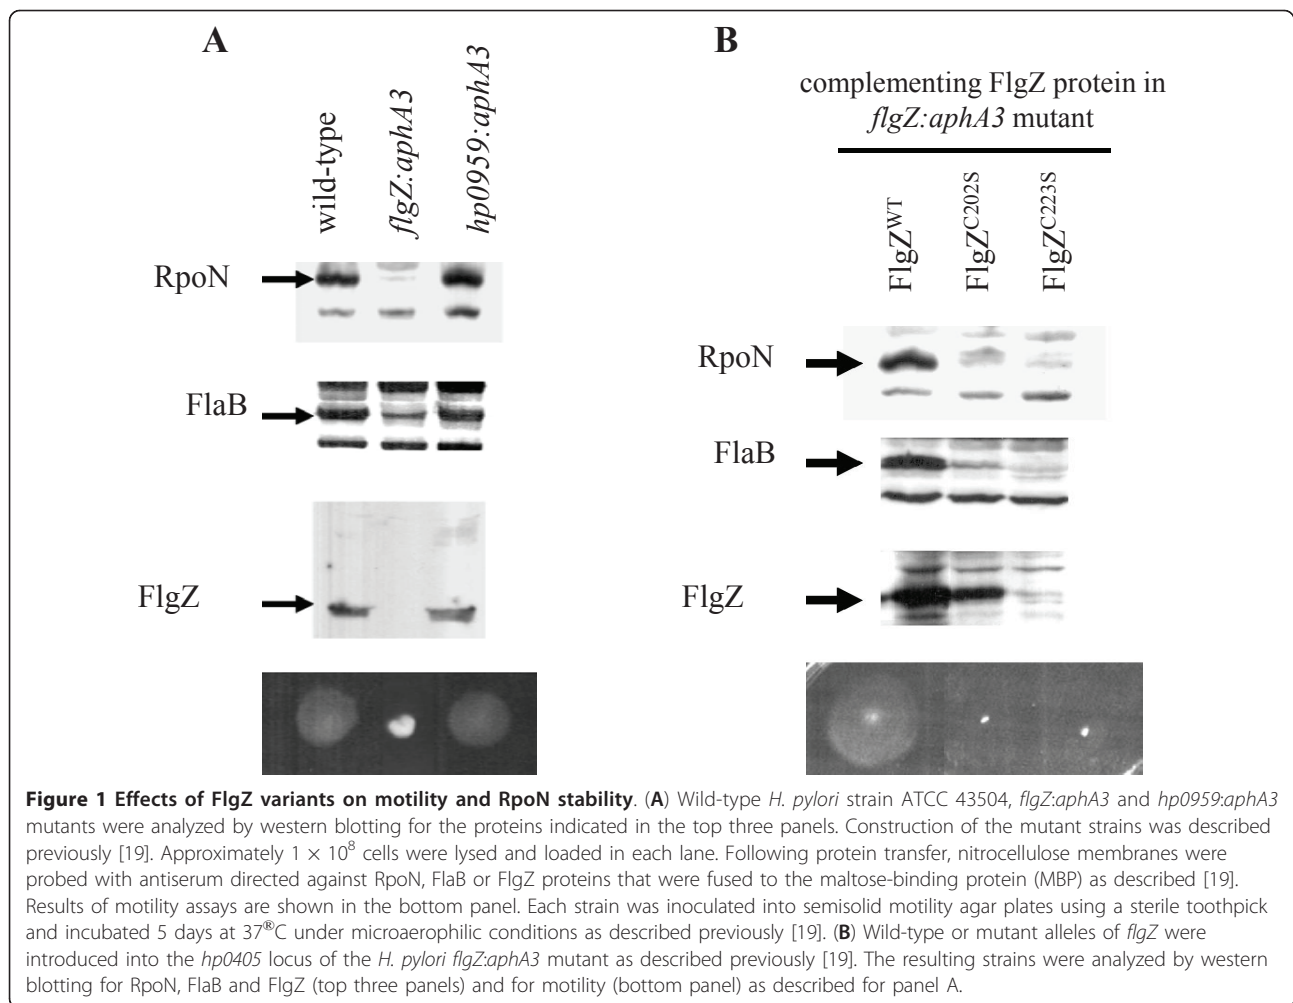 A
wild-type
flgZ:aphA3
hp0959:aphA3
RpoN
FlaB
FlgZ
B
complementing FlgZ protein in
flgZ:aphA3 mutant
FlgZWT
FlgZC202S
FlgZC223S
RpoN
FlaB
FlgZ
Figure 1 Effects of FlgZ variants on motility and RpoN stability. (A) Wild-type H. pylori strain ATCC 43504, flgZ:aphA3 and hp0959:aphA3
mutants were analyzed by western blotting for the proteins indicated in the top three panels. Construction of the mutant strains was described
previously [19]. Approximately 1 × 10⁸ cells were lysed and loaded in each lane. Following protein transfer, nitrocellulose membranes were
probed with antiserum directed against RpoN, FlaB or FlgZ proteins that were fused to the maltose-binding protein (MBP) as described [19].
Results of motility assays are shown in the bottom panel. Each strain was inoculated into semisolid motility agar plates using a sterile toothpick
and incubated 5 days at 37®C under microaerophilic conditions as described previously [19]. (B) Wild-type or mutant alleles of flgZ were
introduced into the hp0405 locus of the H. pylori flgZ:aphA3 mutant as described previously [19]. The resulting strains were analyzed by western
blotting for RpoN, FlaB and FlgZ (top three panels) and for motility (bottom panel) as described for panel A.